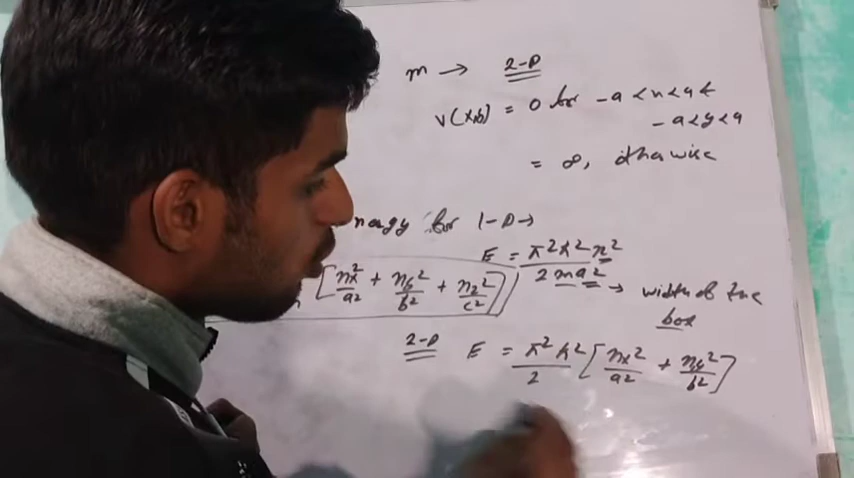 m → 2-D
V(x,y) = 0 for -a < x < a &
-a < y < a
= ∞, otherwise
nergy for 1-D →
E = π²ħ²n² / 2ma² → width of the box
[nx²/a² + ny²/b² + nz²/c²]
2-D E = π²ħ²/2 [nx²/a² + ny²/b²]